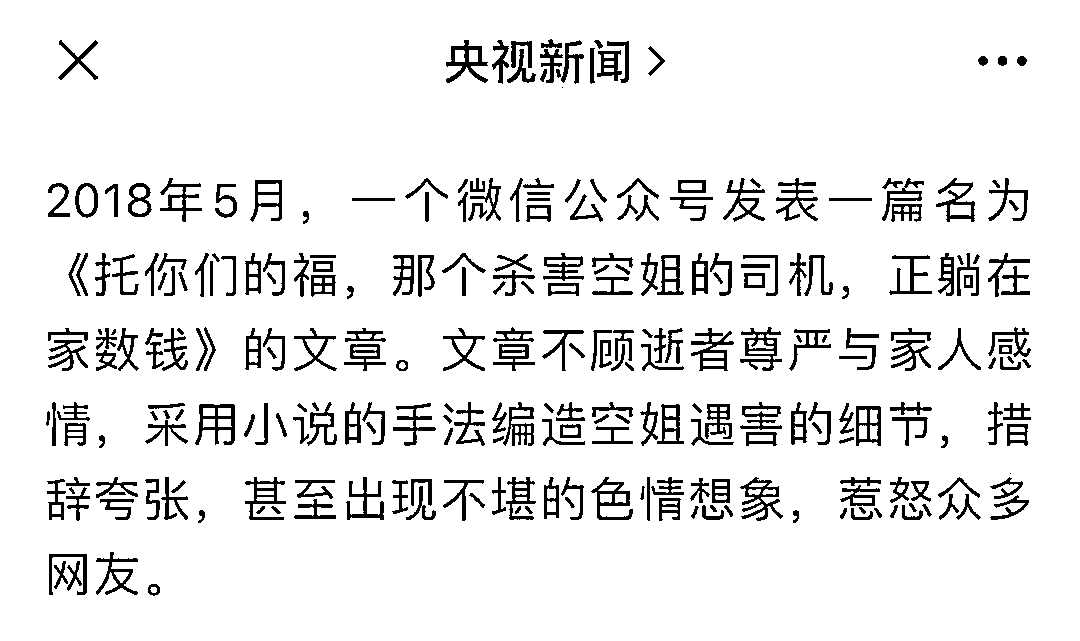 央视新闻
2018年5月，一个微信公众号发表一篇名为
《托你们的福，那个杀害空姐的司机，正躺在
家数钱》的文章。文章不顾逝者尊严与家人感
情，采用小说的手法编造空姐遇害的细节，措
辞夸张，甚至出现不堪的色情想象，惹怒众多
网友。